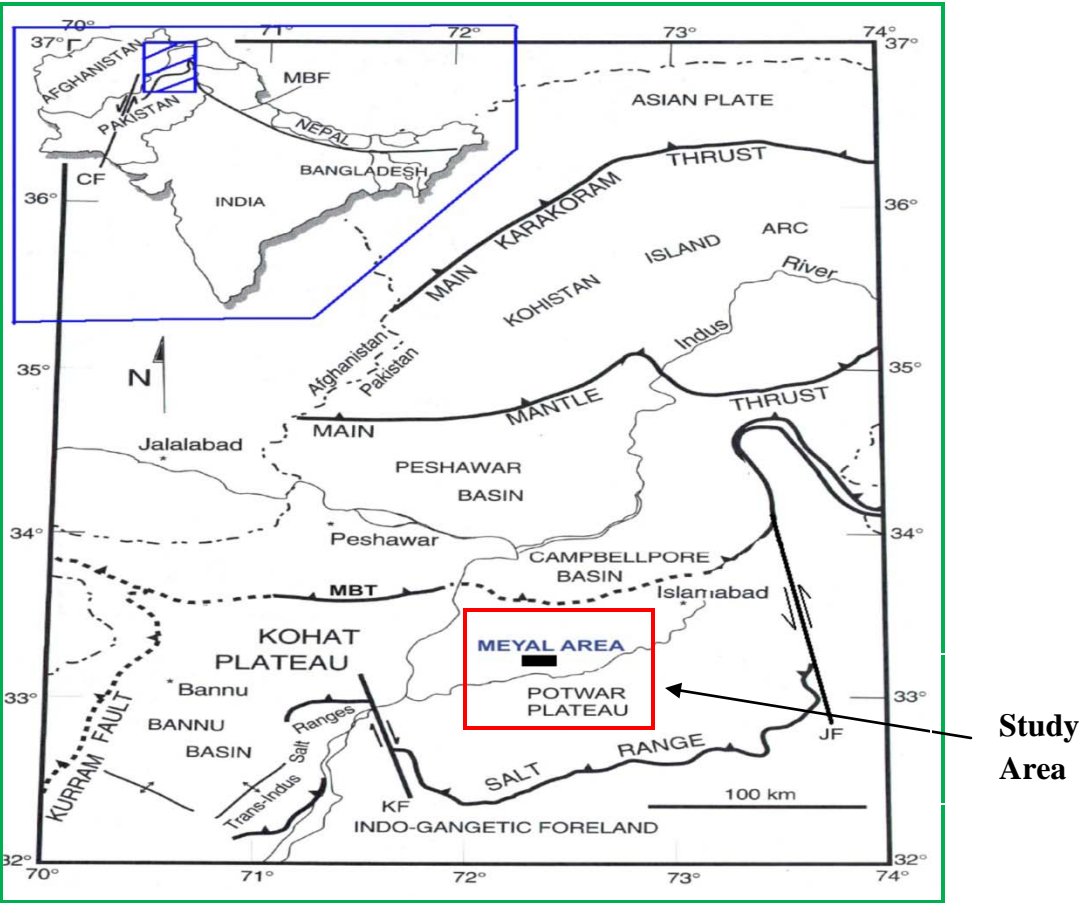 70°
71°
72°
73°
74°
37°
37°
AFGHANISTAN
PAKISTAN
MBF
NEPAL
BANGLADESH
CF
INDIA
ASIAN PLATE
MAIN KARAKORAM THRUST
36°
36°
KOHISTAN ISLAND ARC
Indus River
Afghanistan
Pakistan
N
35°
35°
MAIN MANTLE THRUST
Jalalabad
PESHAWAR
BASIN
34°
34°
Peshawar
CAMPBELLPORE
BASIN
MBT
Islamabad
KOHAT
PLATEAU
MEYAL AREA
33°
33°
Bannu
POTWAR
PLATEAU
BANNU
BASIN
KURRAM FAULT
Trans-Indus Salt Ranges
JF
Study
Area
SALT RANGE
KF
100 km
INDO-GANGETIC FORELAND
32°
32°
70°
71°
72°
73°
74°